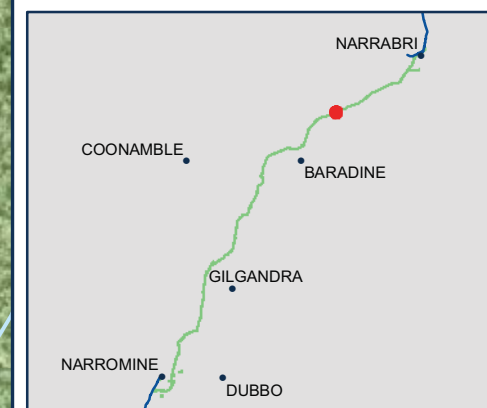 NARRABRI
COONAMBLE
BARADINE
GILGANDRA
NARROMINE
DUBBO